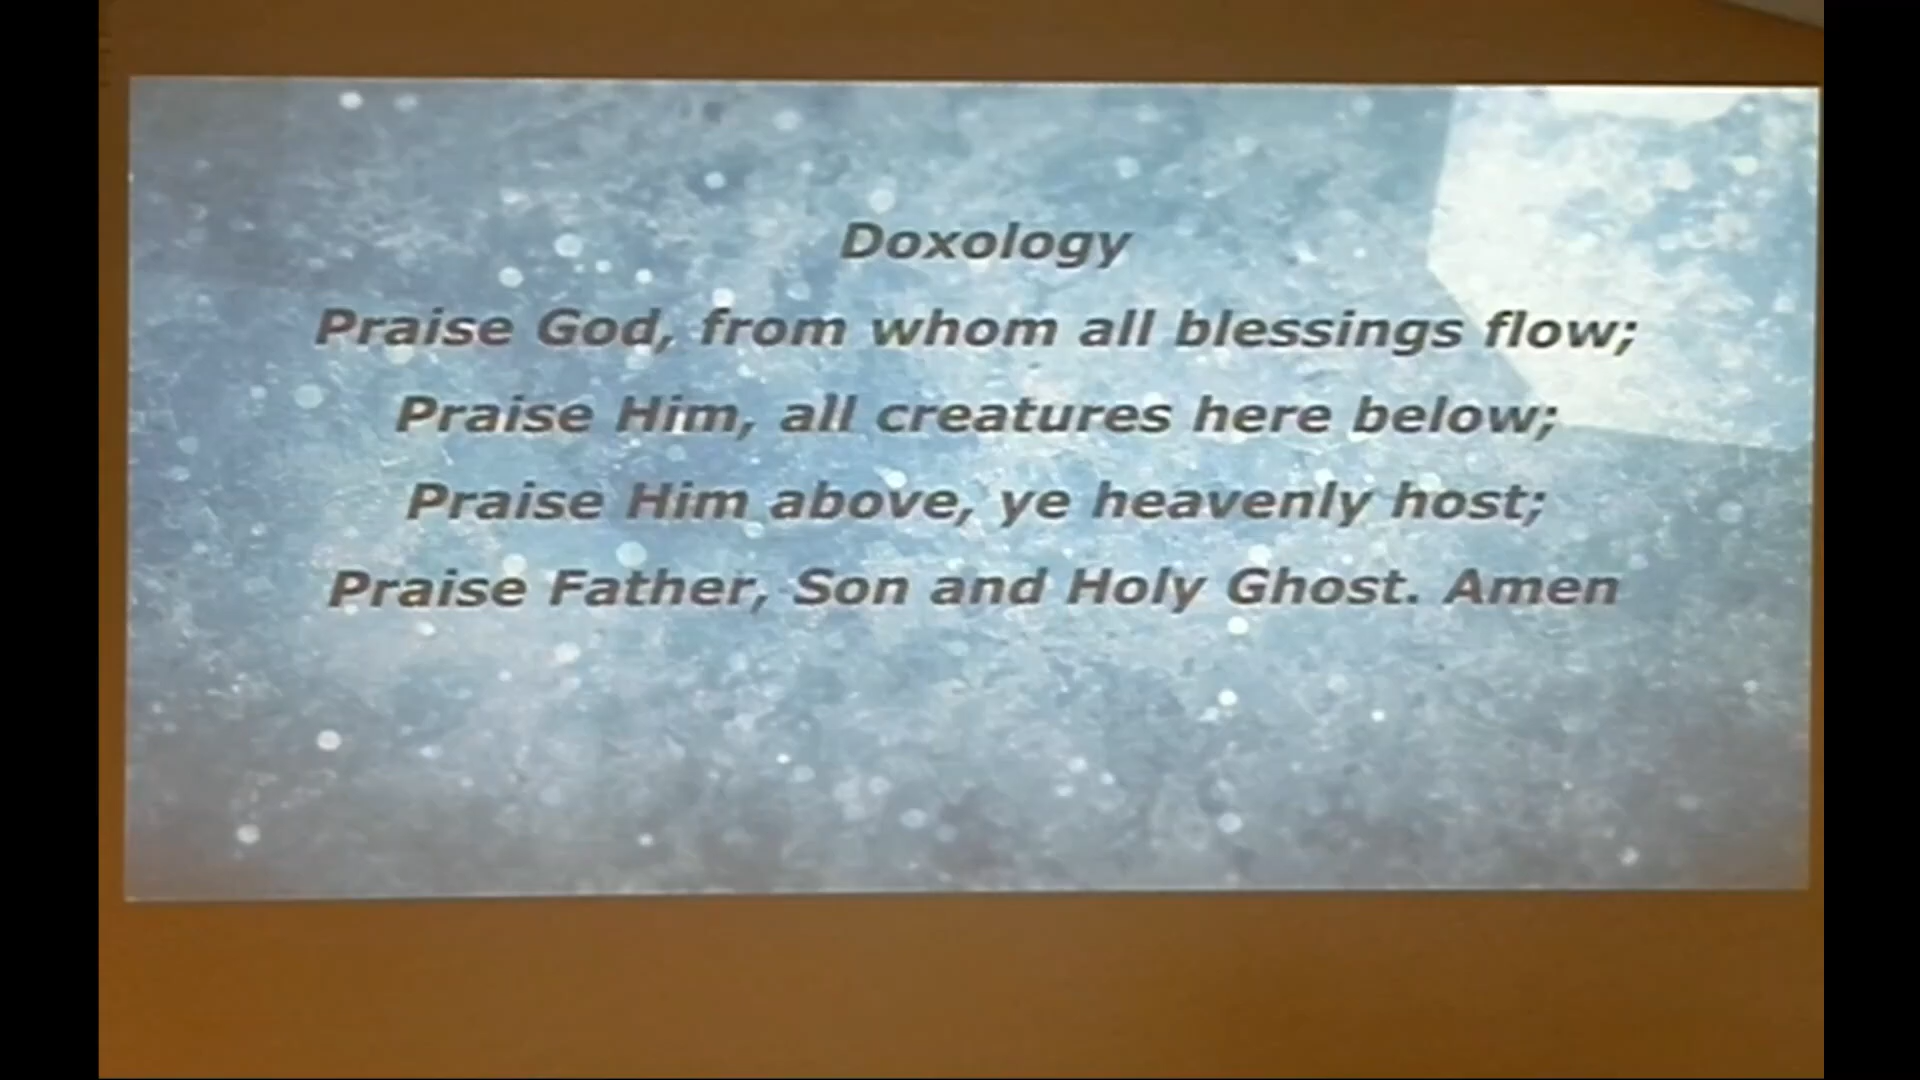 Doxology
Praise God, from whom all blessings flow;
Praise Him, all creatures here below;
Praise Him above, ye heavenly host;
Praise Father, Son and Holy Ghost. Amen